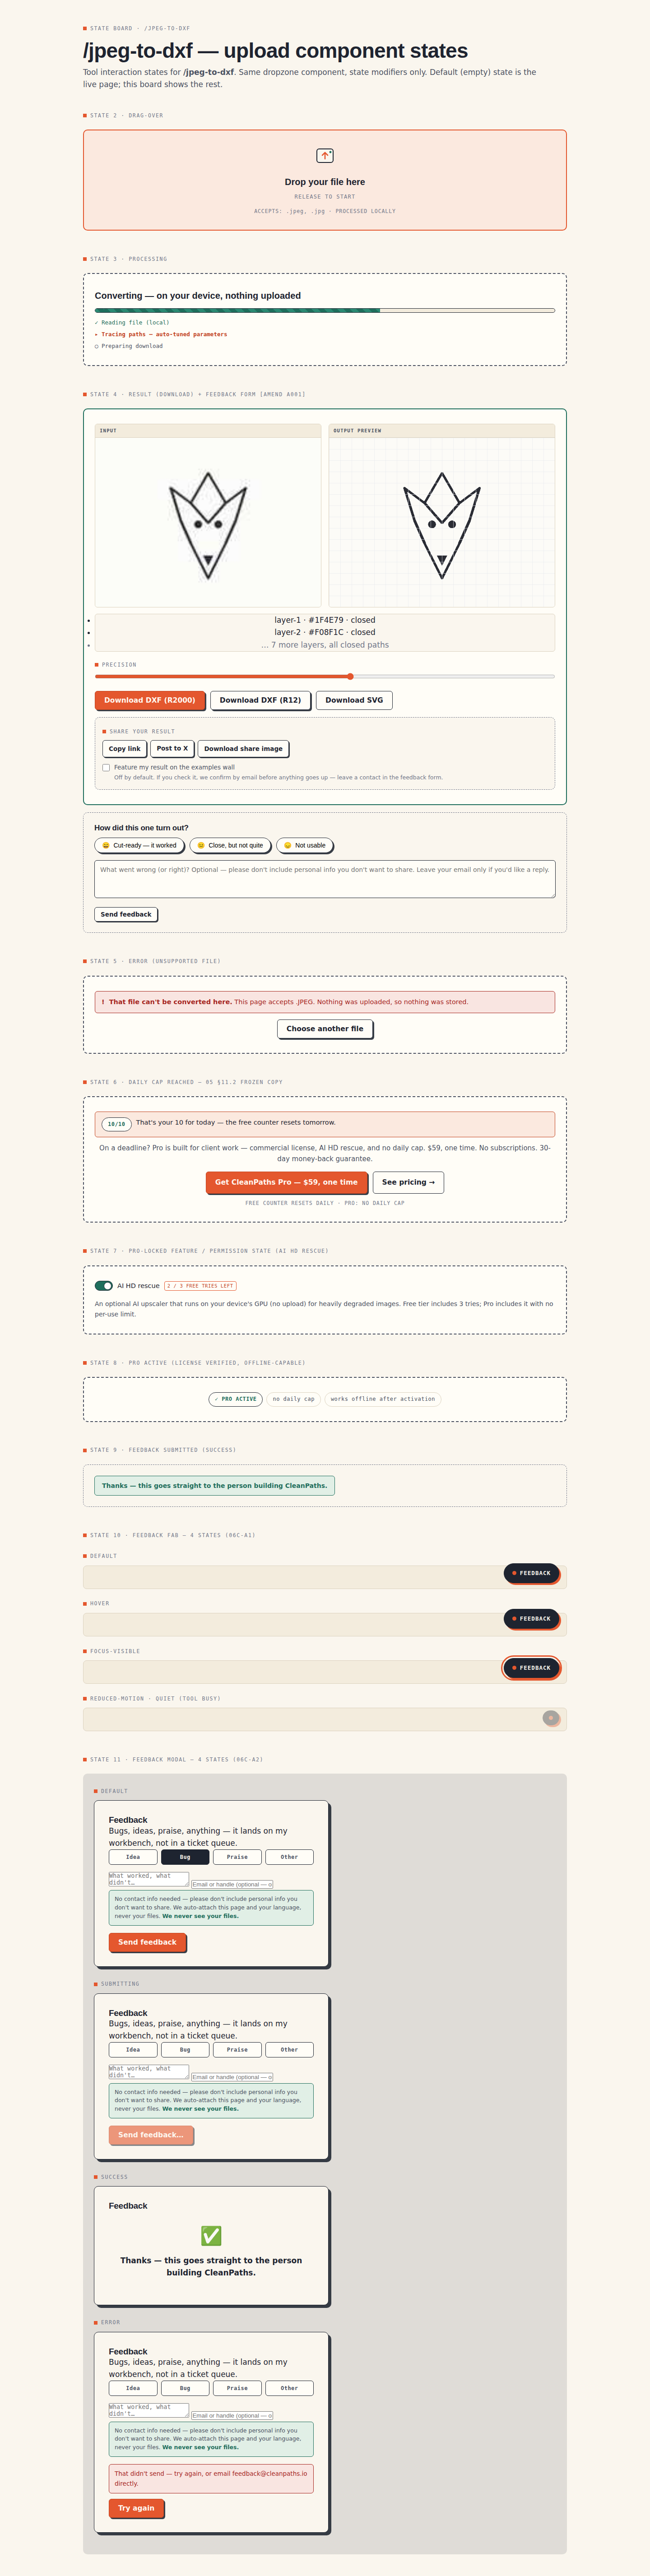 STATE BOARD · /JPEG-TO-DXF
/jpeg-to-dxf — upload component states
Tool interaction states for /jpeg-to-dxf. Same dropzone component, state modifiers only. Default (empty) state is the
live page; this board shows the rest.
STATE 2 · DRAG-OVER
Drop your file here
RELEASE TO START
ACCEPTS: .jpeg, .jpg · PROCESSED LOCALLY
STATE 3 · PROCESSING
Converting — on your device, nothing uploaded
✓ Reading file (local)
▸ Tracing paths — auto-tuned parameters
○ Preparing download
STATE 4 · RESULT (DOWNLOAD) + FEEDBACK FORM [AMEND A001]
INPUT
OUTPUT PREVIEW
layer-1 · #1F4E79 · closed
layer-2 · #F08F1C · closed
... 7 more layers, all closed paths
PRECISION
Download DXF (R2000)
Download DXF (R12)
Download SVG
SHARE YOUR RESULT
Copy link
Post to X
Download share image
Feature my result on the examples wall
Off by default. If you check it, we confirm by email before anything goes up — leave a contact in the feedback form.
How did this one turn out?
Cut-ready — it worked
Close, but not quite
Not usable
What went wrong (or right)? Optional — please don't include personal info you don't want to share. Leave your email only if you'd like a reply.
Send feedback
STATE 5 · ERROR (UNSUPPORTED FILE)
! That file can't be converted here. This page accepts .JPEG. Nothing was uploaded, so nothing was stored.
Choose another file
STATE 6 · DAILY CAP REACHED — 05 §11.2 FROZEN COPY
10/10 That's your 10 for today — the free counter resets tomorrow.
On a deadline? Pro is built for client work — commercial license, AI HD rescue, and no daily cap. $59, one time. No subscriptions. 30-
day money-back guarantee.
Get CleanPaths Pro — $59, one time
See pricing →
FREE COUNTER RESETS DAILY · PRO: NO DAILY CAP
STATE 7 · PRO-LOCKED FEATURE / PERMISSION STATE (AI HD RESCUE)
AI HD rescue 2 / 3 FREE TRIES LEFT
An optional AI upscaler that runs on your device's GPU (no upload) for heavily degraded images. Free tier includes 3 tries; Pro includes it with no
per-use limit.
STATE 8 · PRO ACTIVE (LICENSE VERIFIED, OFFLINE-CAPABLE)
✓ PRO ACTIVE
no daily cap
works offline after activation
STATE 9 · FEEDBACK SUBMITTED (SUCCESS)
Thanks — this goes straight to the person building CleanPaths.
STATE 10 · FEEDBACK FAB — 4 STATES (06C-A1)
DEFAULT
FEEDBACK
HOVER
FEEDBACK
FOCUS-VISIBLE
FEEDBACK
REDUCED-MOTION · QUIET (TOOL BUSY)
STATE 11 · FEEDBACK MODAL — 4 STATES (06C-A2)
DEFAULT
Feedback
Bugs, ideas, praise, anything — it lands on my
workbench, not in a ticket queue.
Idea
Bug
Praise
Other
What worked, what
didn't…
Email or handle (optional — o
No contact info needed — please don't include personal info you
don't want to share. We auto-attach this page and your language,
never your files. We never see your files.
Send feedback
SUBMITTING
Feedback
Bugs, ideas, praise, anything — it lands on my
workbench, not in a ticket queue.
Idea
Bug
Praise
Other
What worked, what
didn't…
Email or handle (optional — o
No contact info needed — please don't include personal info you
don't want to share. We auto-attach this page and your language,
never your files. We never see your files.
Send feedback…
SUCCESS
Feedback
Thanks — this goes straight to the person
building CleanPaths.
ERROR
Feedback
Bugs, ideas, praise, anything — it lands on my
workbench, not in a ticket queue.
Idea
Bug
Praise
Other
What worked, what
didn't…
Email or handle (optional — o
No contact info needed — please don't include personal info you
don't want to share. We auto-attach this page and your language,
never your files. We never see your files.
That didn't send — try again, or email feedback@cleanpaths.io
directly.
Try again